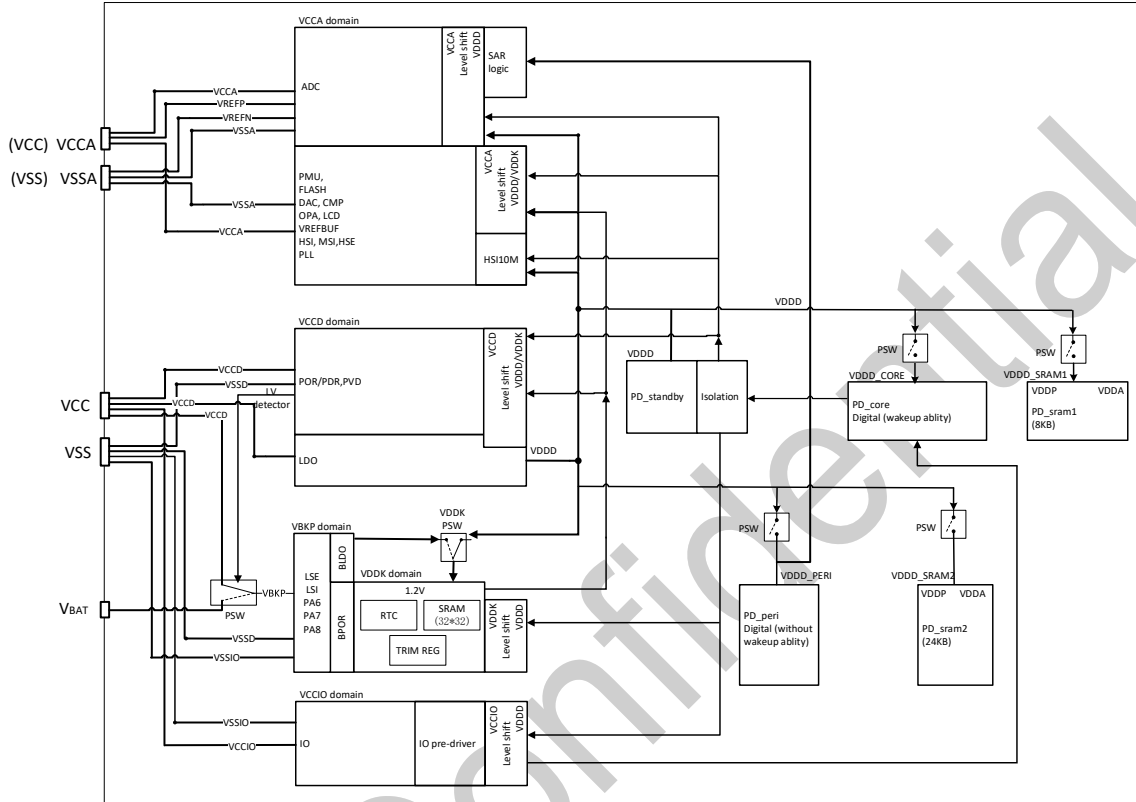 VCCA domain
VCCA
Level shift
VDDD
SAR
logic
ADC
VCCA
VREFP
VREFN
VSSA
(VCC) VCCA
(VSS) VSSA
PMU,
FLASH
DAC, CMP
OPA, LCD
VREFBUF
HSI, MSI,HSE
PLL
VSSA
VCCA
VCCA
Level shift
VDDD/VDDK
HSI10M
VDDD
VCCD domain
VCCD
Level shift
VDDD/VDDK
POR/PDR,PVD
LV
detector
LDO
VDDD
VCCD
VSSD
VCCD
VCCD
VCC
VSS
VDDD
PD_standby
Isolation
PSW
VDDD_CORE
PD_core
Digital (wakeup ablity)
PSW
VDDD_SRAM1
VDDP
VDDA
PD_sram1
(8KB)
VDDK
PSW
VBKP domain
BLDO
BPOR
LSE
LSI
PA6
PA7
PA8
VDDK domain
1.2V
RTC
SRAM
(32*32)
TRIM REG
VDDK
Level shift
VDDD
VBKP
PSW
VBAT
VSSD
VSSIO
PSW
VDDD_PERI
PD_peri
Digital (without
wakeup ablity)
PSW
VDDD_SRAM2
VDDP
VDDA
PD_sram2
(24KB)
VCCIO domain
VSSIO
VCCIO
IO
IO pre-driver
VCCIO
Level shift
VDDD
Confidential